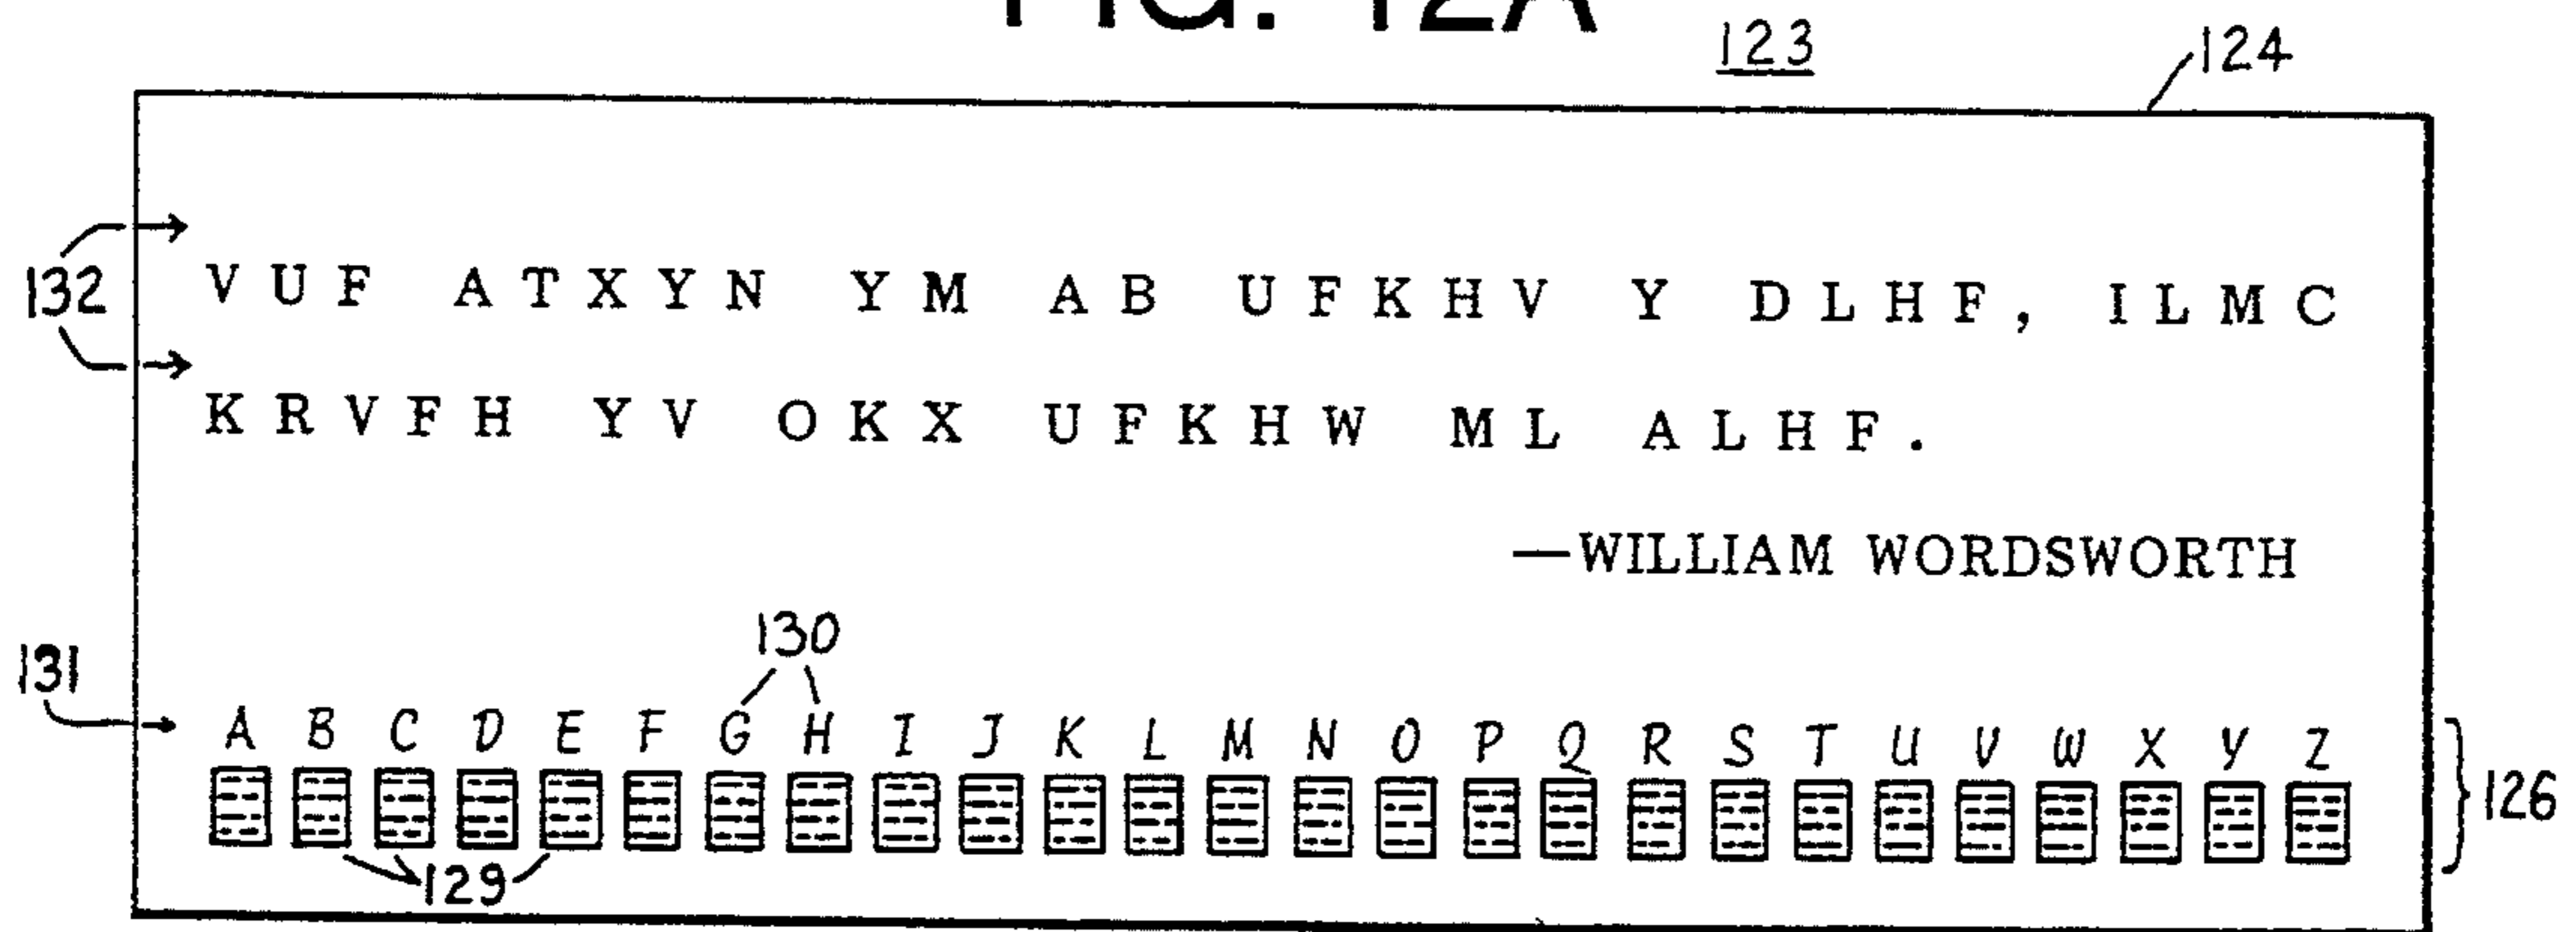 FIG. 12A
123
124
132
VUF ATXYN YM AB UFKHV Y DLHF, ILMC
KRVFH YV OKX UFKHW ML ALHF.
—WILLIAM WORDSWORTH
130
131
A B C D E F G H I J K L M N O P Q R S T U V W X Y Z
126
129